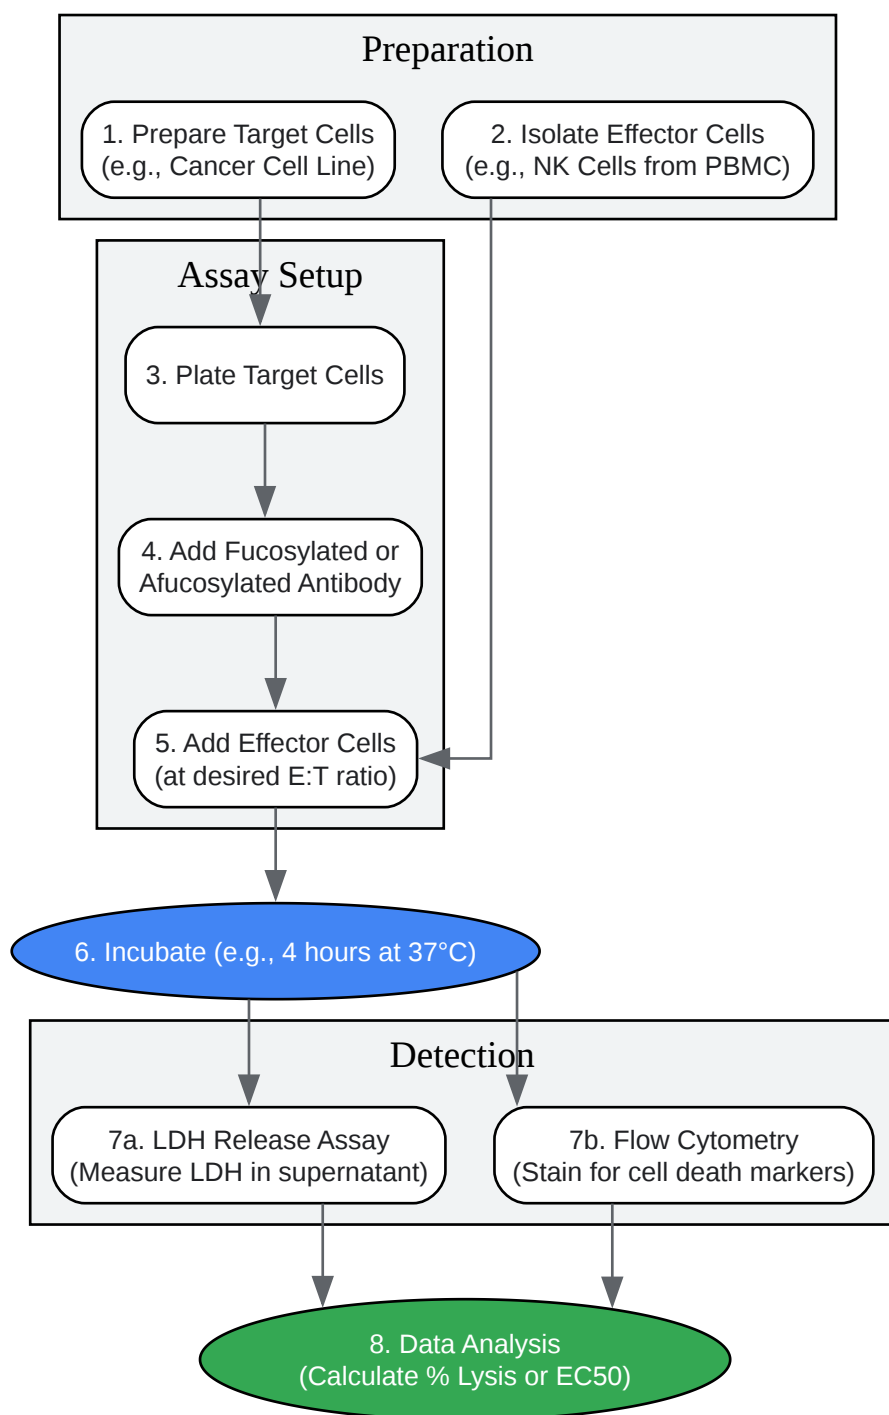 Preparation
1. Prepare Target Cells
(e.g., Cancer Cell Line)
2. Isolate Effector Cells
(e.g., NK Cells from PBMC)
Assay Setup
3. Plate Target Cells
4. Add Fucosylated or
Afucosylated Antibody
5. Add Effector Cells
(at desired E:T ratio)
6. Incubate (e.g., 4 hours at 37°C)
Detection
7a. LDH Release Assay
(Measure LDH in supernatant)
7b. Flow Cytometry
(Stain for cell death markers)
8. Data Analysis
(Calculate % Lysis or EC50)